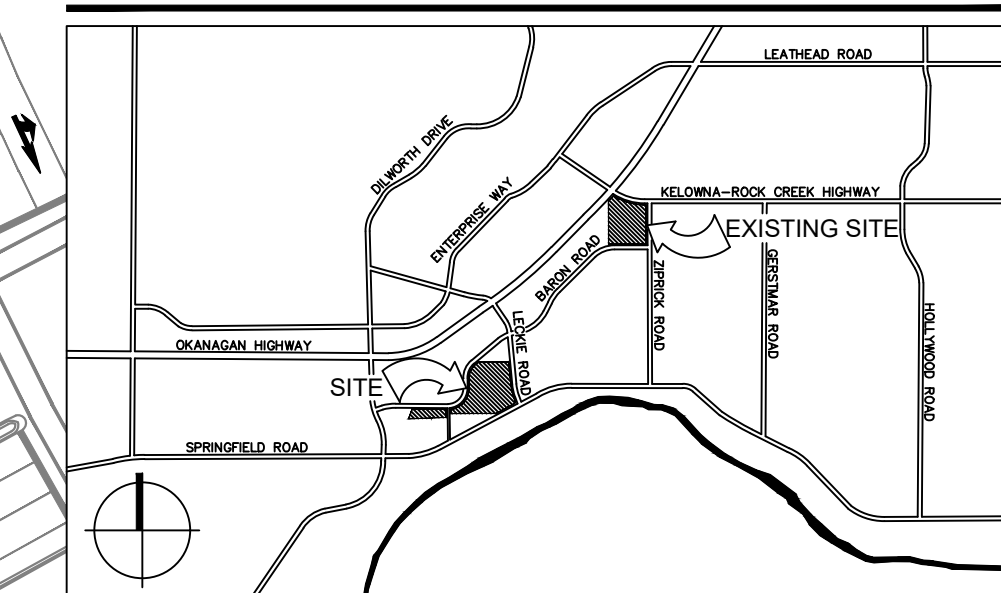 LEATHEAD ROAD
DILWORTH DRIVE
ENTERPRISE WAY
KELOWNA-ROCK CREEK HIGHWAY
EXISTING SITE
BARON ROAD
ZIPRICK ROAD
GERSTMAR ROAD
HOLLYWOOD ROAD
LECKIE ROAD
OKANAGAN HIGHWAY
SITE
SPRINGFIELD ROAD